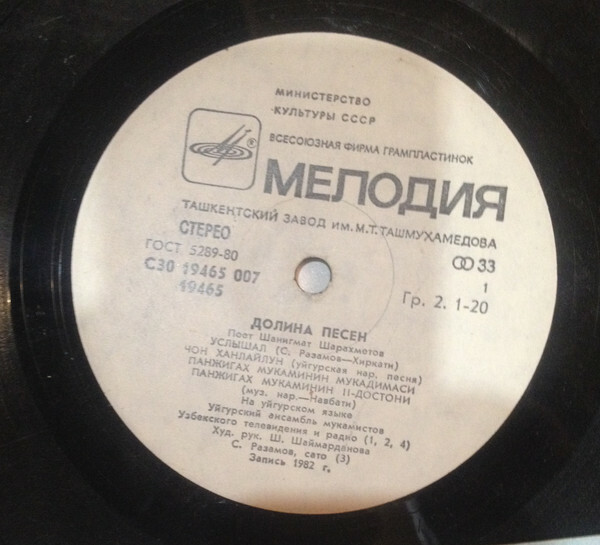 МИНИСТЕРСТВО
КУЛЬТУРЫ СССР
ВСЕСОЮЗНАЯ ФИРМА ГРАМПЛАСТИНОК
®
МЕЛОДИЯ
ТАШКЕНТСКИЙ ЗАВОД ИМ. М.Т. ТАШМУХАМЕДОВА
СТЕРЕО
ГОСТ 5289-80
С30 19465 007
19465
33
1
Гр. 2. 1-20
ДОЛИНА ПЕСЕН
Поет Шанигмат Шарахметов
УСЛЫШАЛ (С. Разамов—Хиркати)
ЧОН ХАНЛАЙЛУН (уйгурская нар. песня)
ПАНЖИГАХ МУКАМИНИН МУКАДИМАСИ
ПАНЖИГАХ МУКАМИНИН II-ДОСТОНИ
(муз. нар.—Навбати)
На уйгурском языке
Уйгурский ансамбль мукамистов
Узбекского телевидения и радио (1, 2, 4)
Худ. рук. Ш. Шаймарданова
С. Разамов, сато (3)
Запись 1982 г.